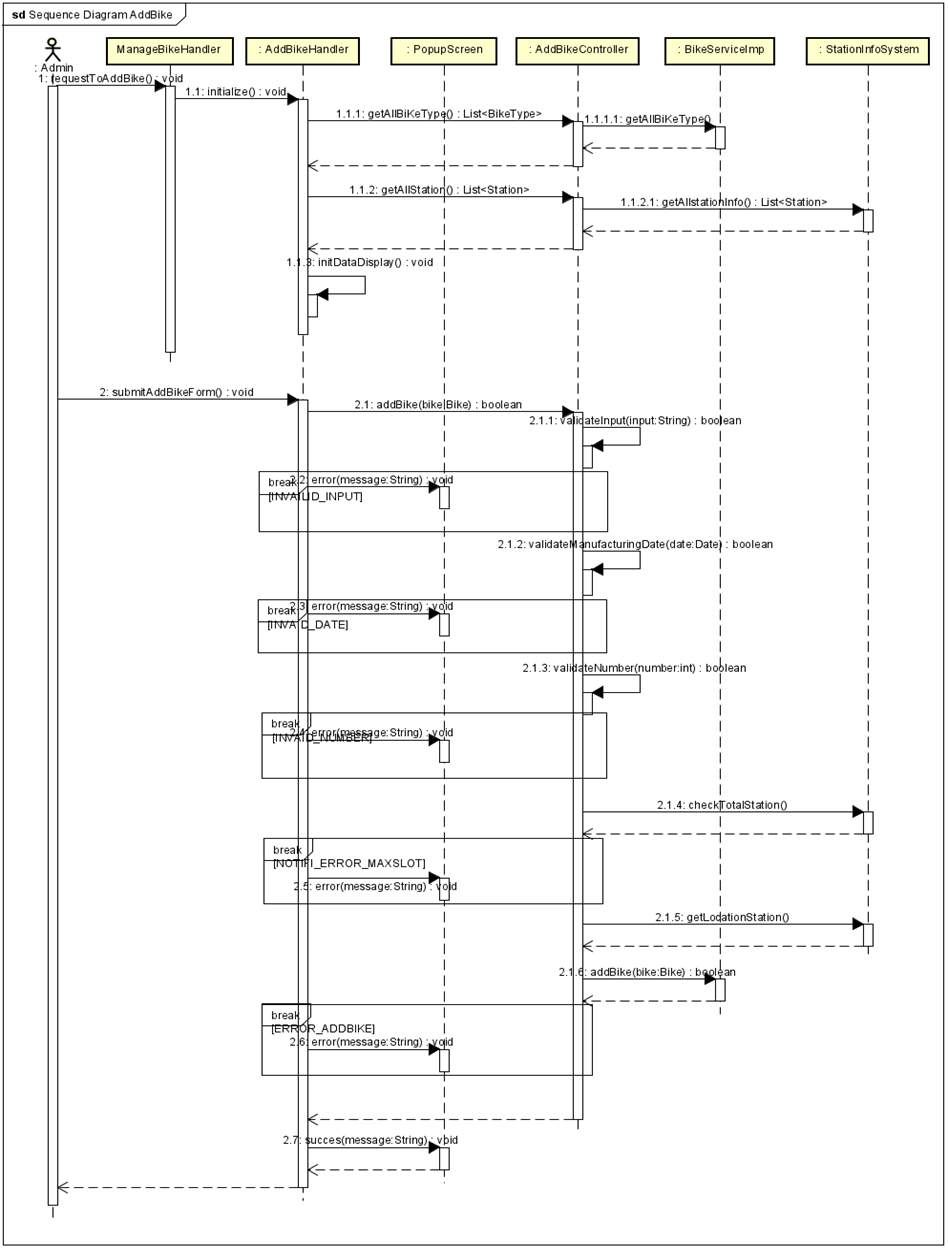 sd Sequence Diagram AddBike
: Admin
ManageBikeHandler
: AddBikeHandler
: PopupScreen
: AddBikeController
: BikeServiceImp
: StationInfoSystem
1: requestToAddBike() : void
1.1: initialize() : void
1.1.1: getAllBiKeType() : List<BikeType>
1.1.1.1: getAllBiKeType()
1.1.2: getAllStation() : List<Station>
1.1.2.1: getAllstationInfo() : List<Station>
1.1.3: initDataDisplay() : void
2: submitAddBikeForm() : void
2.1: addBike(bike:Bike) : boolean
2.1.1: validateInput(input:String) : boolean
break
2.2: error(message:String) : void
[INVAILID_INPUT]
2.1.2: validateManufacturingDate(date:Date) : boolean
break
2.3: error(message:String) : void
[INVAID_DATE]
2.1.3: validateNumber(number:int) : boolean
break
2.4: error(message:String) : void
[INVAID_NUMBER]
2.1.4: checkTotalStation()
break
[NOTIFI_ERROR_MAXSLOT]
2.5: error(message:String) : void
2.1.5: getLocationStation()
2.1.6: addBike(bike:Bike) : boolean
break
[ERROR_ADDBIKE]
2.6: error(message:String) : void
2.7: succes(message:String) : void